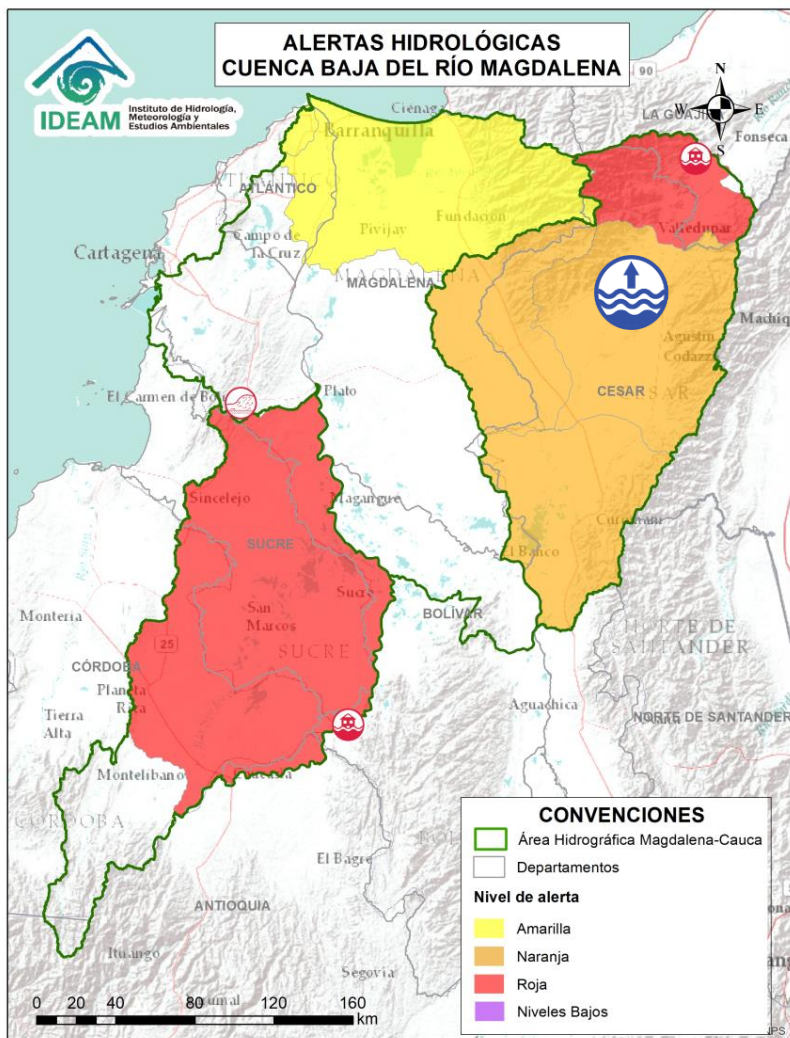 ALERTAS HIDROLÓGICAS
CUENCA BAJA DEL RÍO MAGDALENA
IDEAM
Instituto de Hidrología,
Meteorología y
Estudios Ambientales
N
W
E
S
90
Ciénaga
LA GUAJIRA
Fonseca
Barranquilla
ATLÁNTICO
Pivijay
Fundación
Valledupar
Cartagena
Campo de
La Cruz
MAGDALENA
MAGDALENA
Agustín
Codazzi
CESAR
El Carmen de
Plato
Sincelejo
Magangué
SUCRE
Curumaní
El Banco
Sucre
San
Marcos
SUCRE
BOLÍVAR
Montería
25
CÓRDOBA
Planeta
Rica
Tierra
Alta
Montelíbano
CÓRDOBA
NORTE DE
SANTANDER
NORTE DE SANTANDER
Aguachica
El Bagre
ANTIOQUIA
Ituango
Segovia
CONVENCIONES
Área Hidrográfica Magdalena-Cauca
Departamentos
Nivel de alerta
Amarilla
Naranja
Roja
Niveles Bajos
0 20 40 80 120 160
km